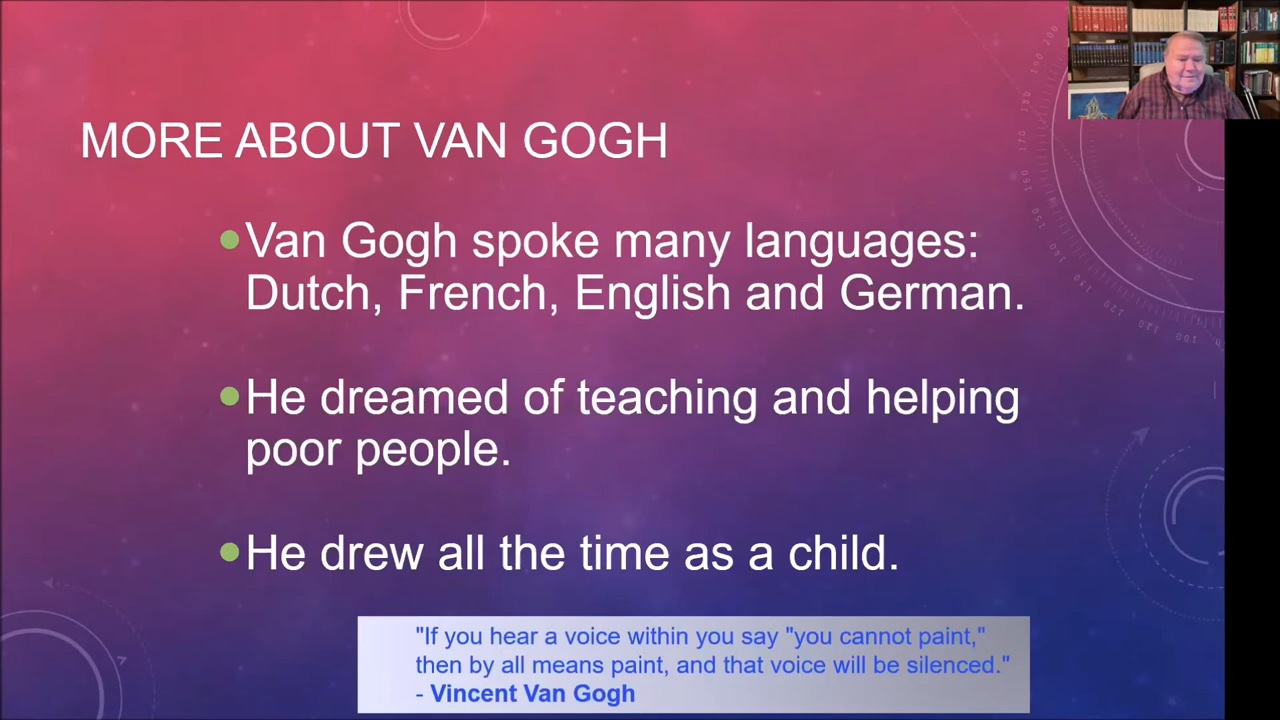 MORE ABOUT VAN GOGH
Van Gogh spoke many languages:
Dutch, French, English and German.
He dreamed of teaching and helping
poor people.
He drew all the time as a child.
"If you hear a voice within you say "you cannot paint,"
then by all means paint, and that voice will be silenced."
- Vincent Van Gogh